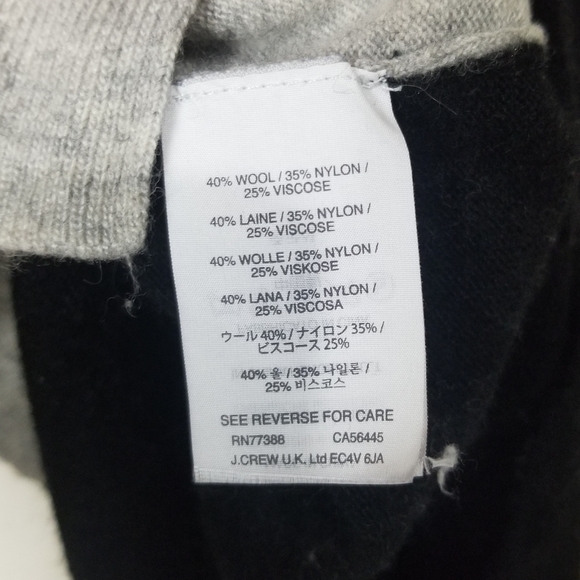 40% WOOL / 35% NYLON /
25% VISCOSE
40% LAINE / 35% NYLON /
25% VISCOSE
40% WOLLE / 35% NYLON /
25% VISKOSE
40% LANA / 35% NYLON /
25% VISCOSA
ウール 40% / ナイロン 35% /
ビスコース 25%
40% 울 / 35% 나일론 /
25% 비스코스
SEE REVERSE FOR CARE
RN77388 CA56445
J.CREW U.K. Ltd EC4V 6JA